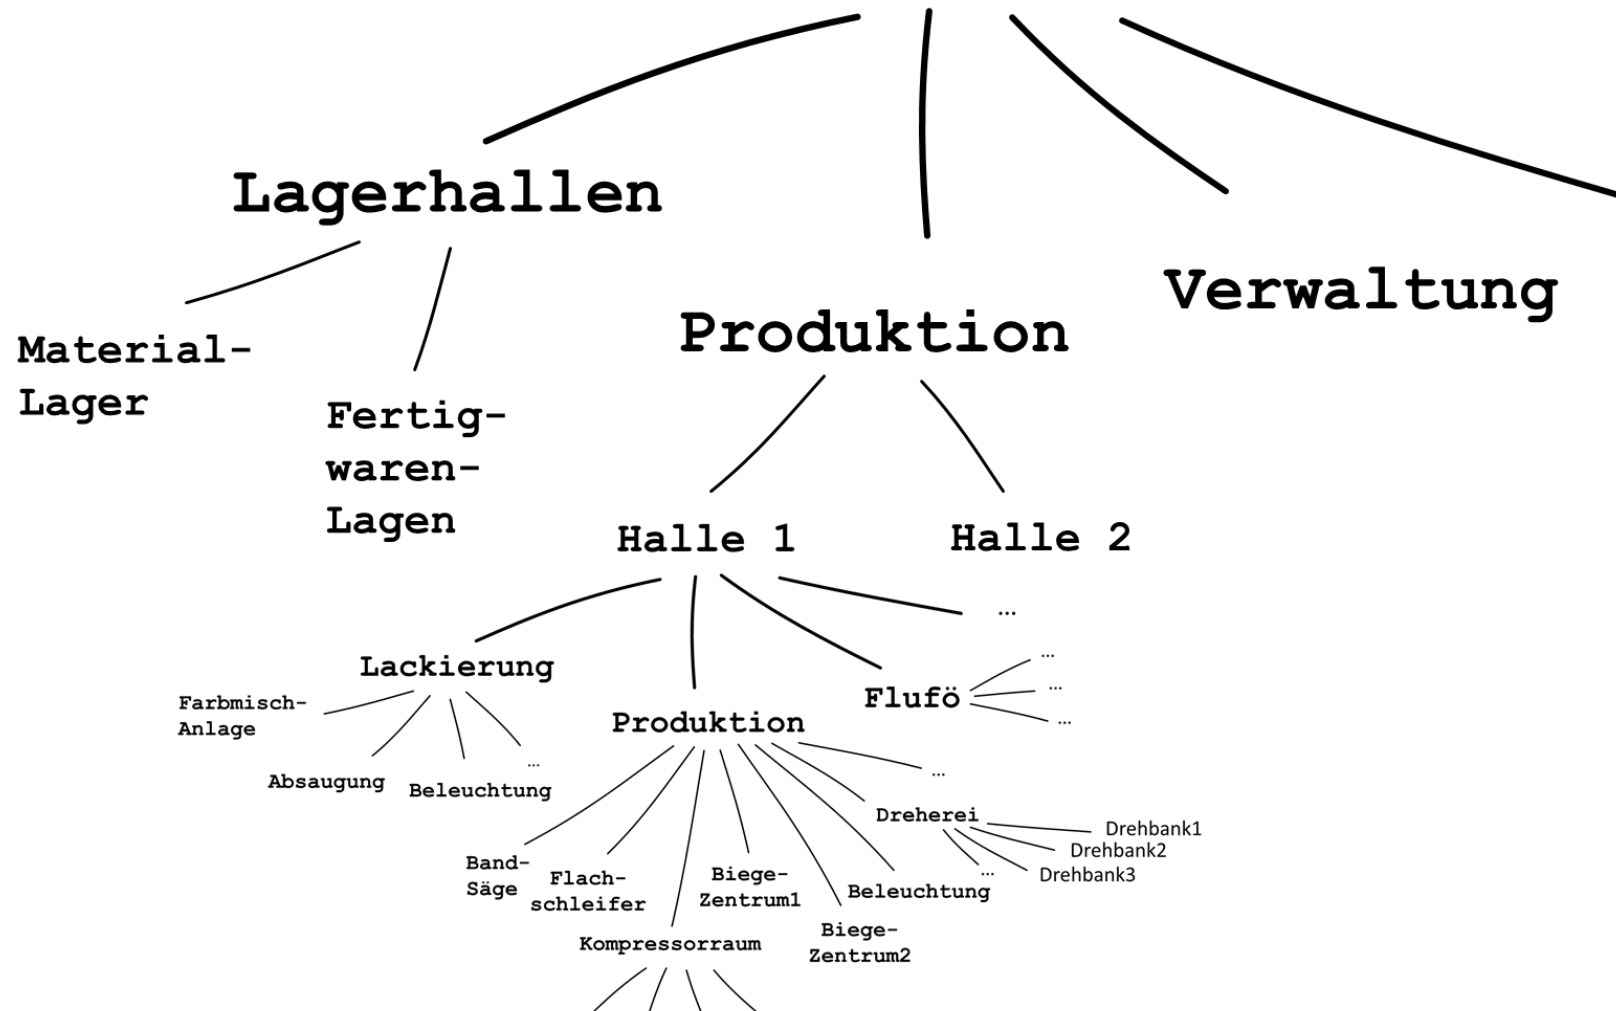 Lagerhallen
Verwaltung
Produktion
Material-
Lager
Fertig-
waren-
Lagen
Halle 1
Halle 2
...
Lackierung
...
Flufö
...
...
Farbmisch-
Anlage
Produktion
Absaugung
Beleuchtung
...
...
Dreherei
Drehbank1
Drehbank2
Drehbank3
...
Band-
Säge
Flach-
schleifer
Biege-
Zentrum1
Beleuchtung
Kompressorraum
Biege-
Zentrum2